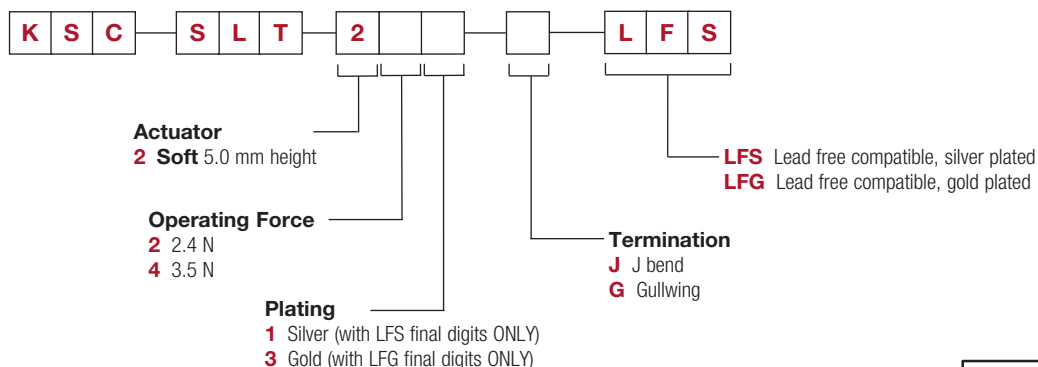 K S C S L T 2 L F S
Actuator
2 Soft 5.0 mm height
LFS Lead free compatible, silver plated
LFG Lead free compatible, gold plated
Operating Force
2 2.4 N
4 3.5 N
Termination
J J bend
G Gullwing
Plating
1 Silver (with LFS final digits ONLY)
3 Gold (with LFG final digits ONLY)